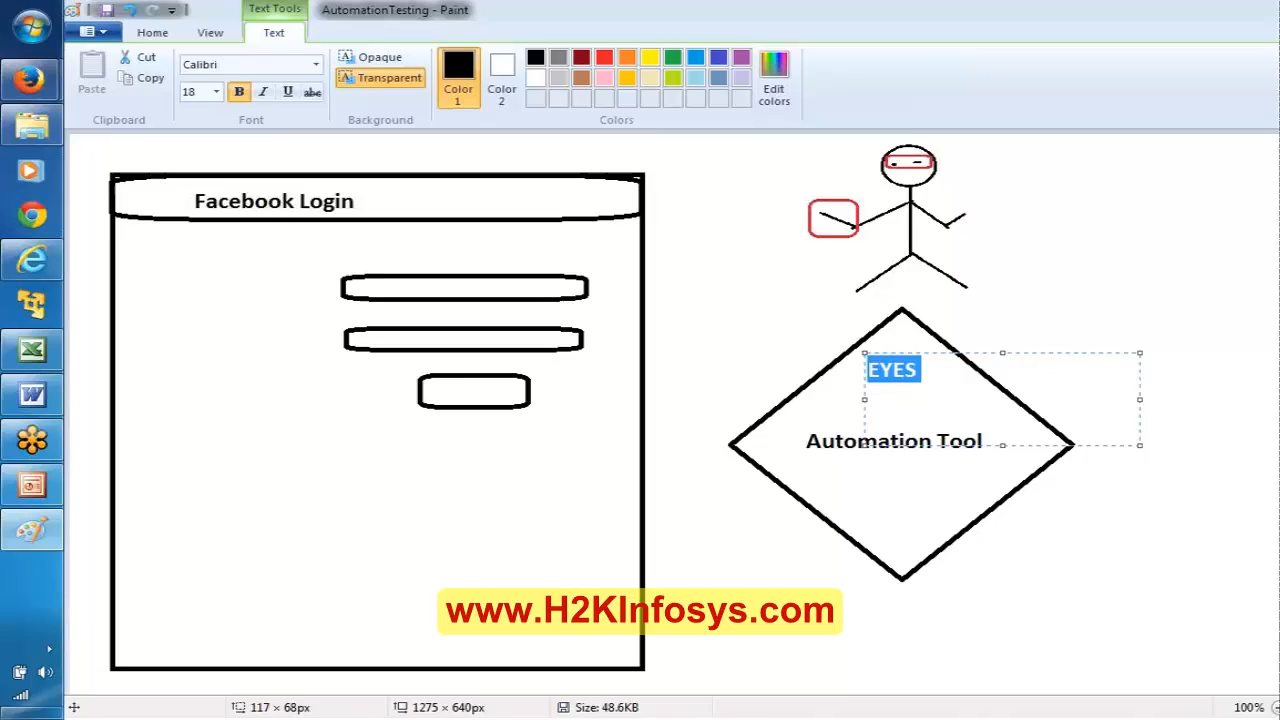 Text Tools
AutomationTesting - Paint
Home
View
Text
Paste
Cut
Copy
Clipboard
Calibri
18
B
I
U
abc
Font
Opaque
Transparent
Background
Color 1
Color 2
Edit colors
Colors
Facebook Login
EYES
Automation Tool
www.H2KInfosys.com
117 × 68px
1275 × 640px
Size: 48.6KB
100%